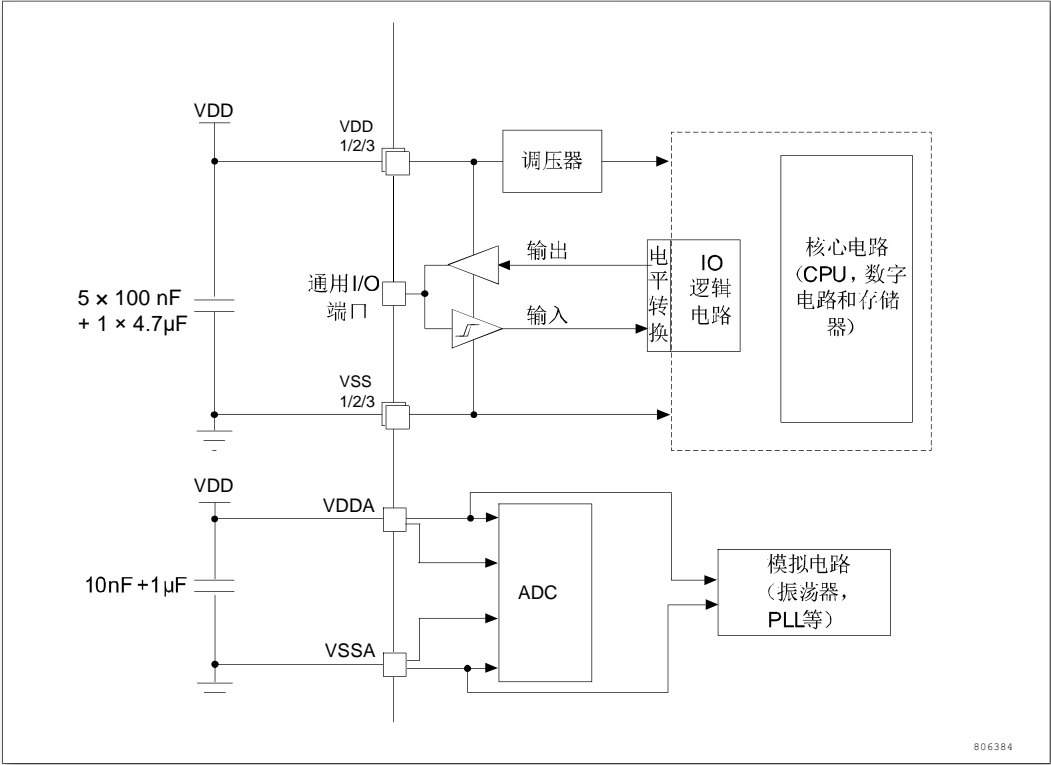 VDD
VDD
1/2/3
调压器
通用I/O
端口
输出
输入
电
平
转
换
IO
逻辑
电路
核心电路
（CPU，数字
电路和存储
器）
5 × 100 nF
+ 1 × 4.7µF
VSS
1/2/3
VDD
VDDA
10nF +1µF
ADC
模拟电路
（振荡器，
PLL等）
VSSA
806384